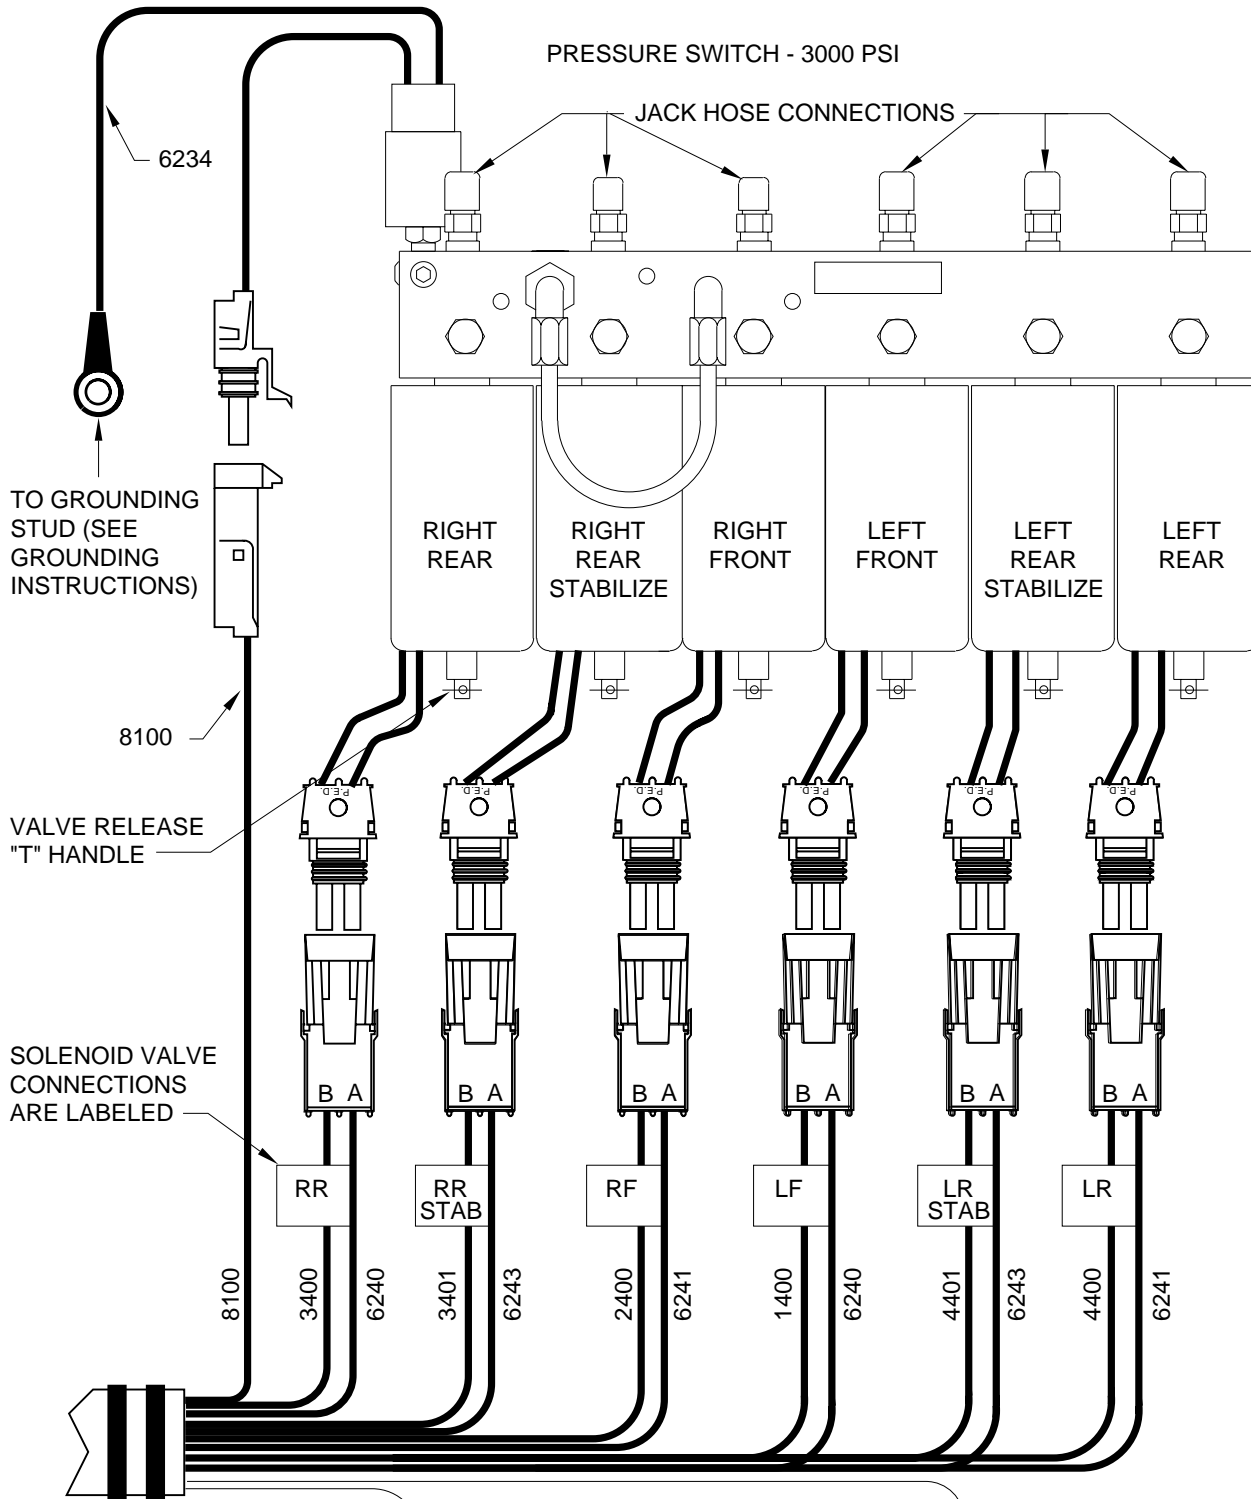 PRESSURE SWITCH - 3000 PSI
JACK HOSE CONNECTIONS
6234
TO GROUNDING
STUD (SEE
GROUNDING
INSTRUCTIONS)
RIGHT
REAR
RIGHT
REAR
STABILIZE
RIGHT
FRONT
LEFT
FRONT
LEFT
REAR
STABILIZE
LEFT
REAR
8100
VALVE RELEASE
"T" HANDLE
P.E.D.
P.E.D.
P.E.D.
P.E.D.
P.E.D.
P.E.D.
SOLENOID VALVE
CONNECTIONS
ARE LABELED
B A
B A
B A
B A
B A
B A
RR
RR
STAB
RF
LF
LR
STAB
LR
8100
3400
6240
3401
6243
2400
6241
1400
6240
4401
6243
4400
6241